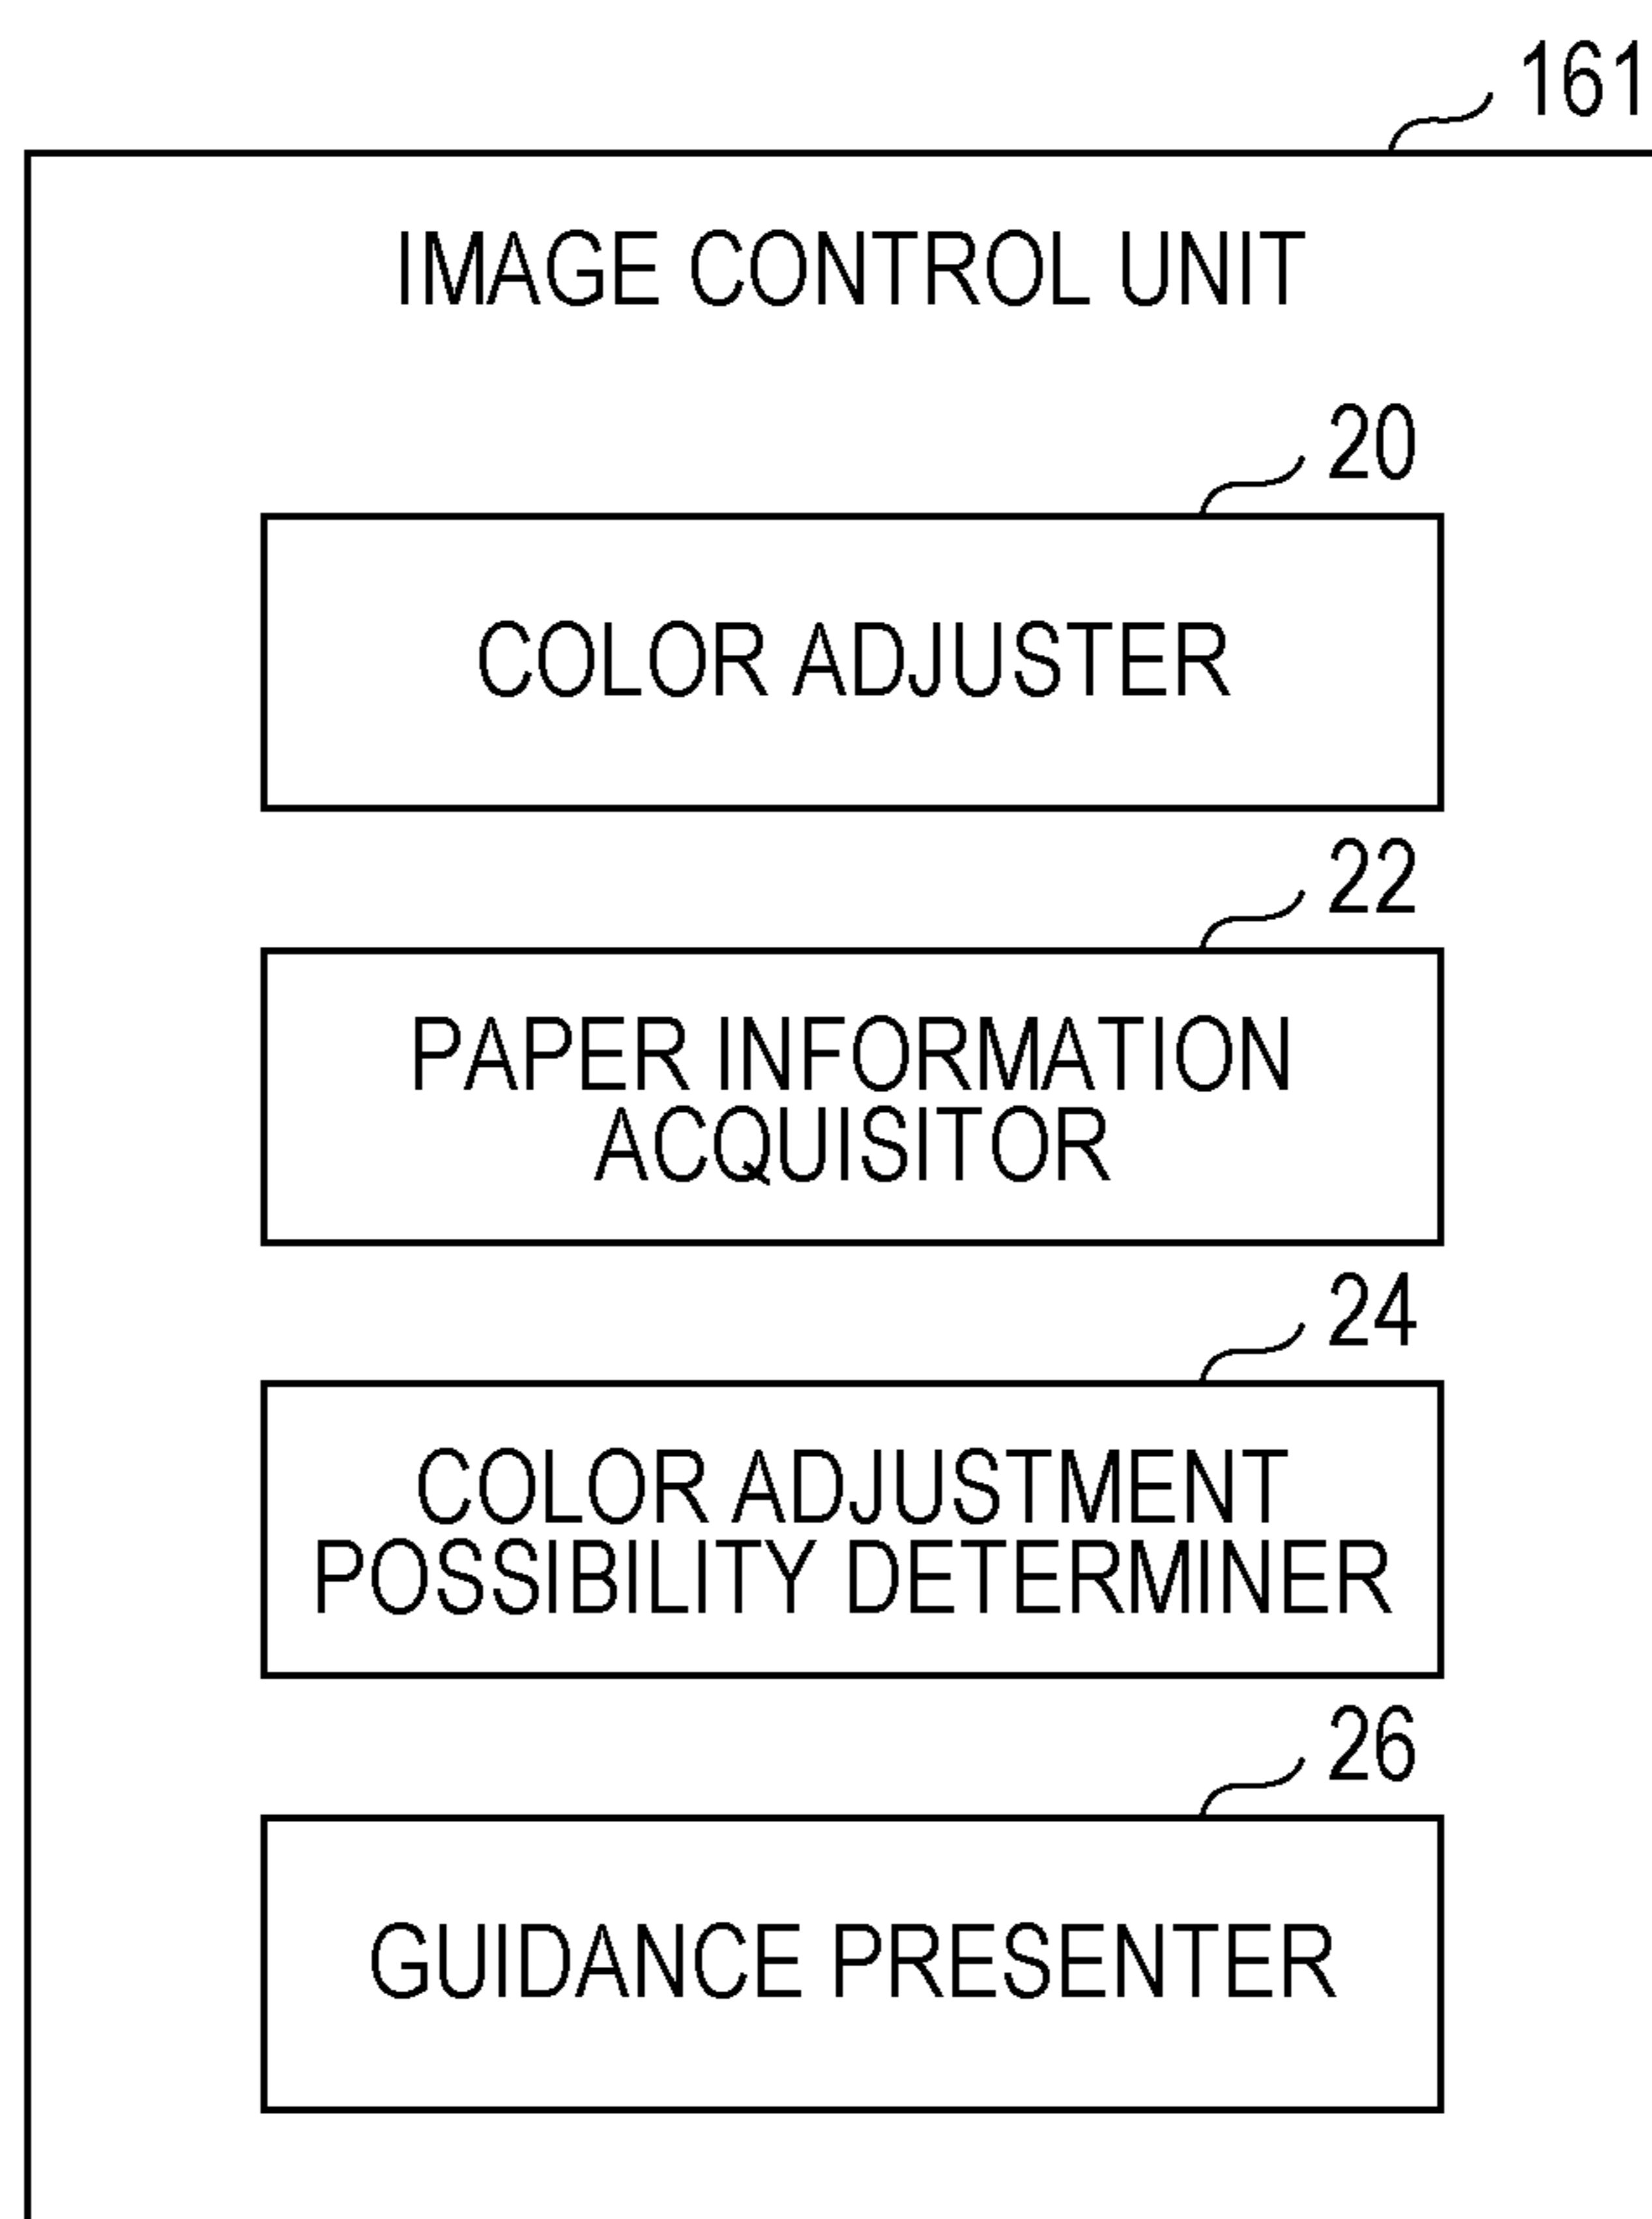 161
IMAGE CONTROL UNIT
20
COLOR ADJUSTER
22
PAPER INFORMATION
ACQUISITOR
24
COLOR ADJUSTMENT
POSSIBILITY DETERMINER
26
GUIDANCE PRESENTER